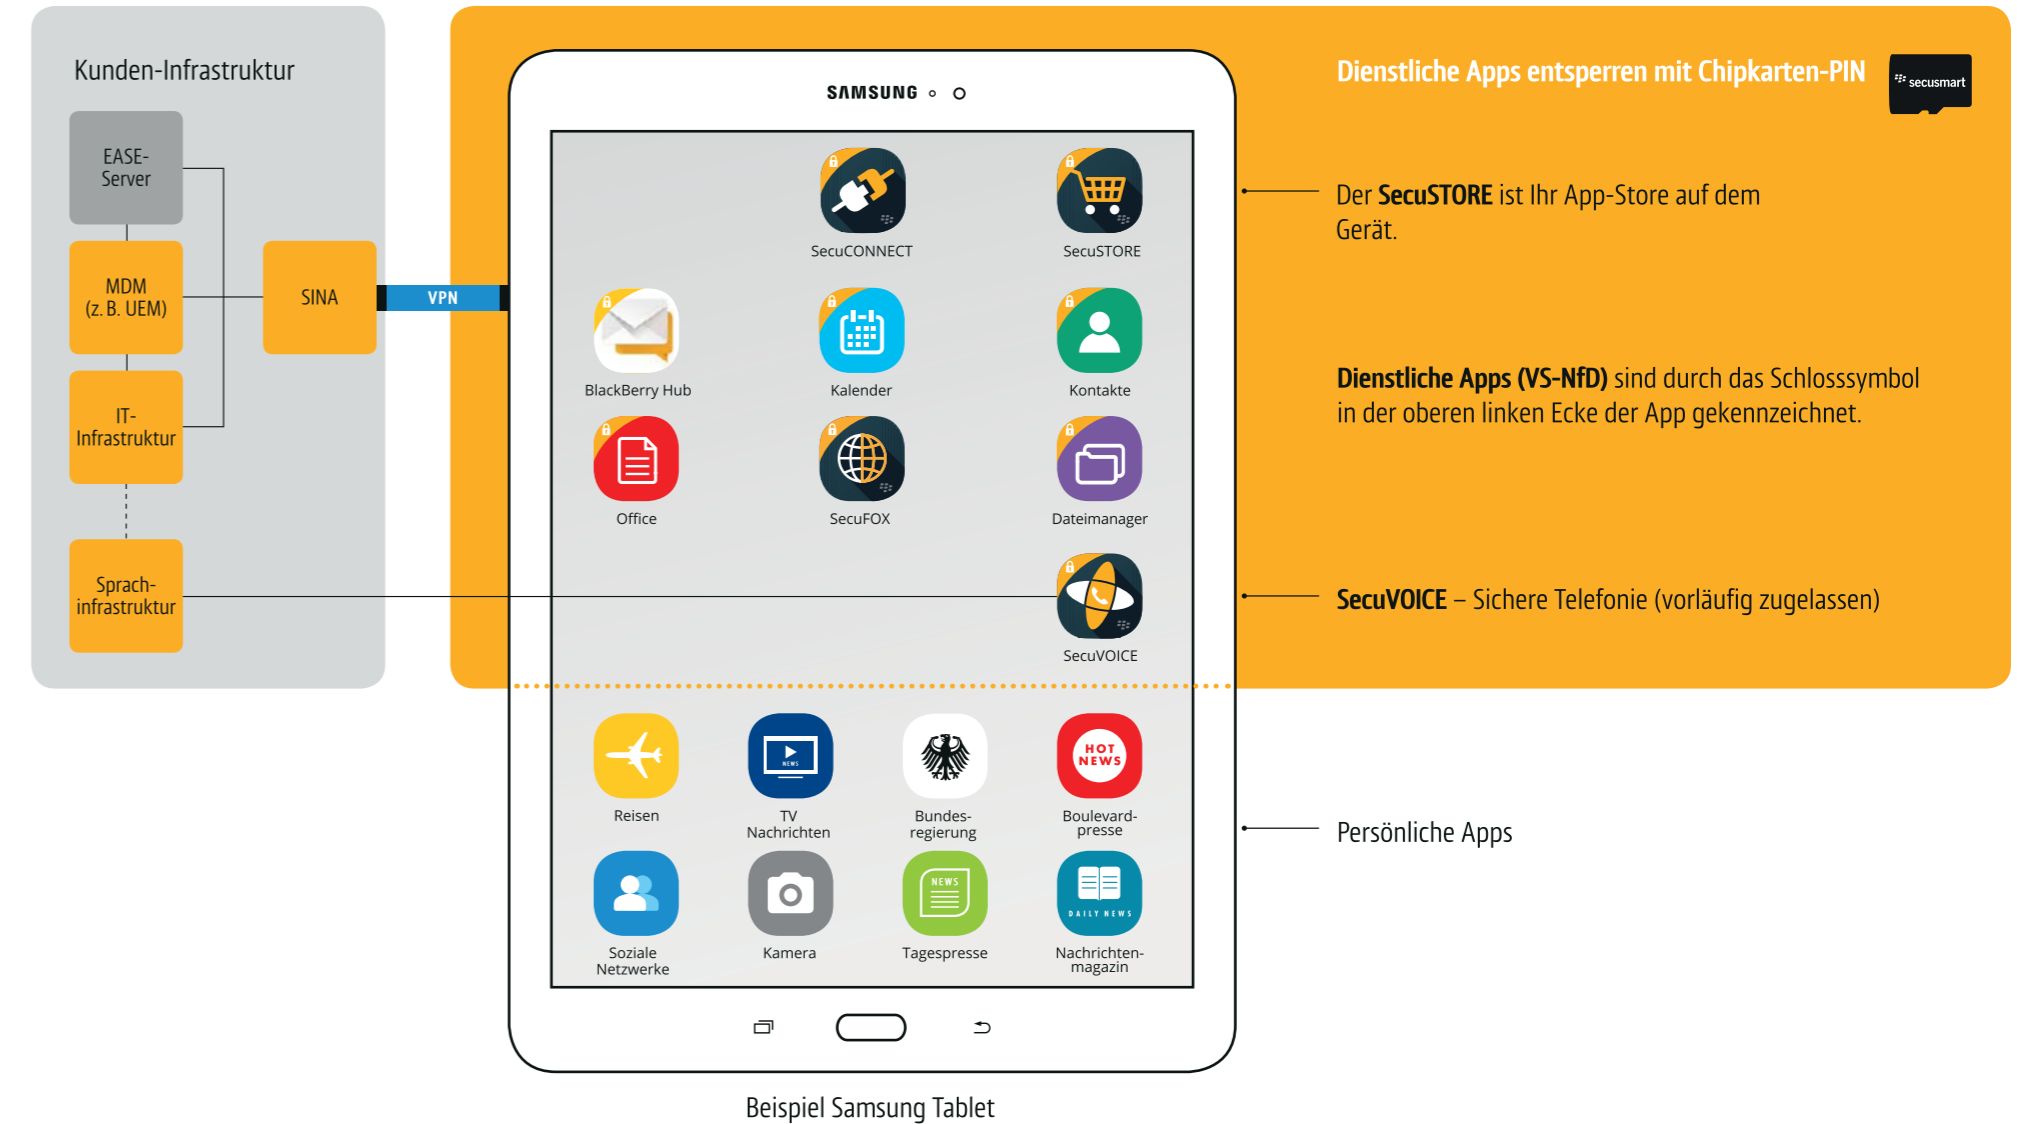 Kunden-Infrastruktur
EASE-
Server
MDM
(z. B. UEM)
IT-
Infrastruktur
Sprach-
infrastruktur
SINA
VPN
SAMSUNG
SecuCONNECT
SecuSTORE
BlackBerry Hub
Kalender
Kontakte
Office
SecuFOX
Dateimanager
SecuVOICE
NEWS
HOT
NEWS
Reisen
TV
Nachrichten
Bundes-
regierung
Boulevard-
presse
NEWS
DAILY NEWS
Soziale
Netzwerke
Kamera
Tagespresse
Nachrichten-
magazin
Beispiel Samsung Tablet
Dienstliche Apps entsperren mit Chipkarten-PIN
secusmart
Der SecuSTORE ist Ihr App-Store auf dem
Gerät.
Dienstliche Apps (VS-NfD) sind durch das Schlosssymbol
in der oberen linken Ecke der App gekennzeichnet.
SecuVOICE – Sichere Telefonie (vorläufig zugelassen)
Persönliche Apps